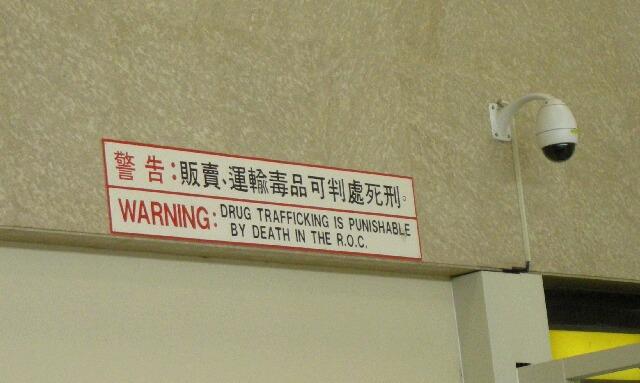 警告：販賣、運輸毒品可判處死刑。
WARNING: DRUG TRAFFICKING IS PUNISHABLE
BY DEATH IN THE R.O.C.